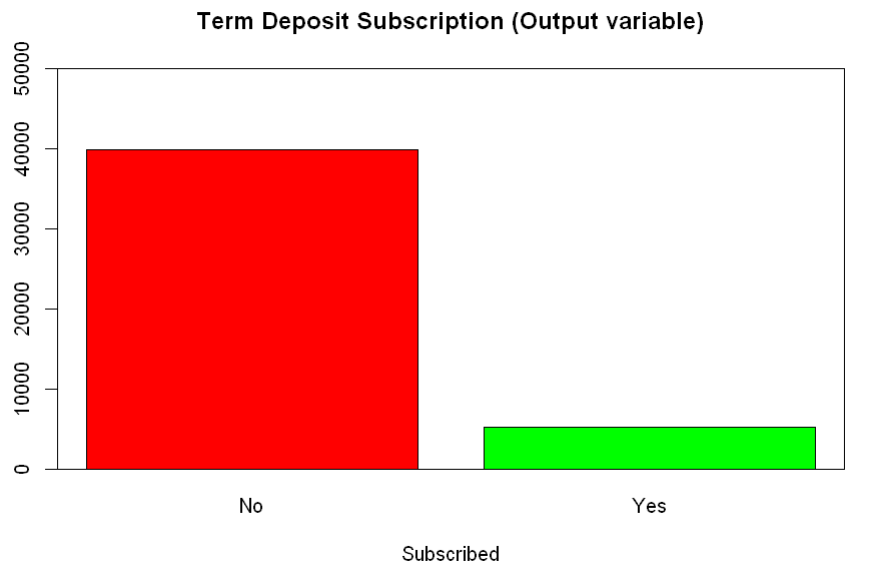 Term Deposit Subscription (Output variable)
50000
40000
30000
20000
10000
0
No Yes
Subscribed